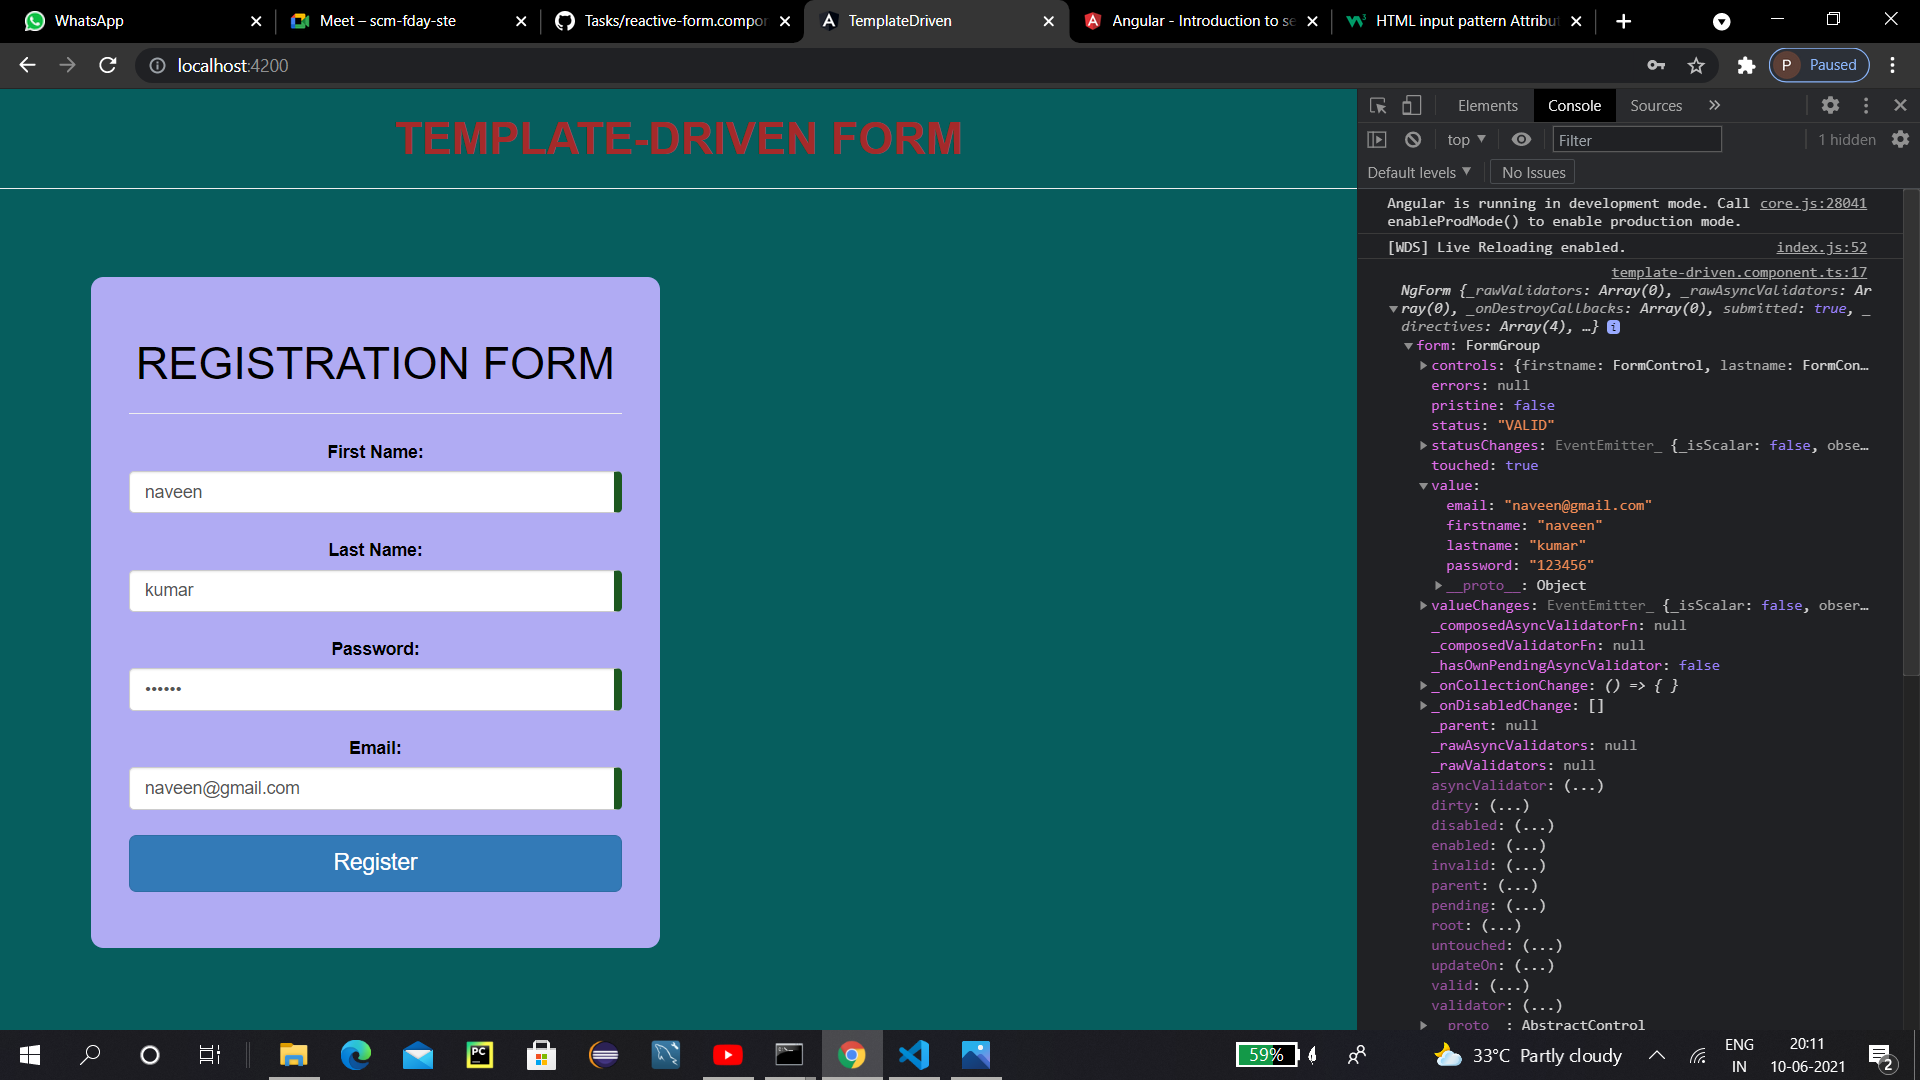 WhatsApp
Meet – scm-fday-ste
Tasks/reactive-form.compor
TemplateDriven
Angular - Introduction to se
HTML input pattern Attribut
localhost:4200
P Paused
TEMPLATE-DRIVEN FORM
REGISTRATION FORM
First Name:
naveen
Last Name:
kumar
Password:
••••••
Email:
naveen@gmail.com
Register
Elements Console Sources
top Filter 1 hidden
Default levels No Issues
Angular is running in development mode. Call core.js:28041
enableProdMode() to enable production mode.
[WDS] Live Reloading enabled. index.js:52
template-driven.component.ts:17
NgForm {_rawValidators: Array(0), _rawAsyncValidators: Ar
ray(0), _onDestroyCallbacks: Array(0), submitted: true, _
directives: Array(4), …} i
form: FormGroup
controls: {firstname: FormControl, lastname: FormCon…
errors: null
pristine: false
status: "VALID"
statusChanges: EventEmitter_ {_isScalar: false, obse…
touched: true
value:
email: "naveen@gmail.com"
firstname: "naveen"
lastname: "kumar"
password: "123456"
__proto__: Object
valueChanges: EventEmitter_ {_isScalar: false, obser…
_composedAsyncValidatorFn: null
_composedValidatorFn: null
_hasOwnPendingAsyncValidator: false
_onCollectionChange: () => { }
_onDisabledChange: []
_parent: null
_rawAsyncValidators: null
_rawValidators: null
asyncValidator: (...)
dirty: (...)
disabled: (...)
enabled: (...)
invalid: (...)
parent: (...)
pending: (...)
root: (...)
untouched: (...)
updateOn: (...)
valid: (...)
validator: (...)
__proto__: AbstractControl
PC
59%
33°C Partly cloudy
ENG
IN
20:11
10-06-2021
2